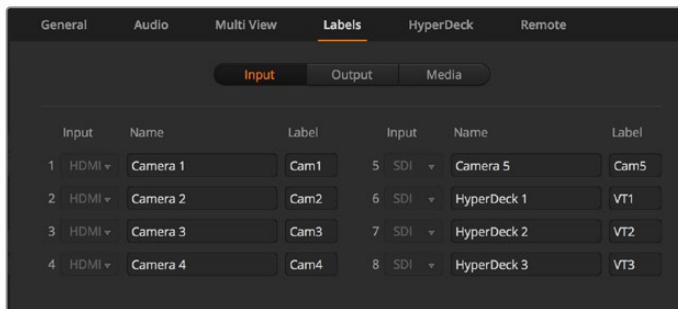 General Audio Multi View Labels HyperDeck Remote
Input Output Media
Input Name Label Input Name Label
1 HDMI Camera 1 Cam1 5 SDI Camera 5 Cam5
2 HDMI Camera 2 Cam2 6 SDI HyperDeck 1 VT1
3 HDMI Camera 3 Cam3 7 SDI HyperDeck 2 VT2
4 HDMI Camera 4 Cam4 8 SDI HyperDeck 3 VT3